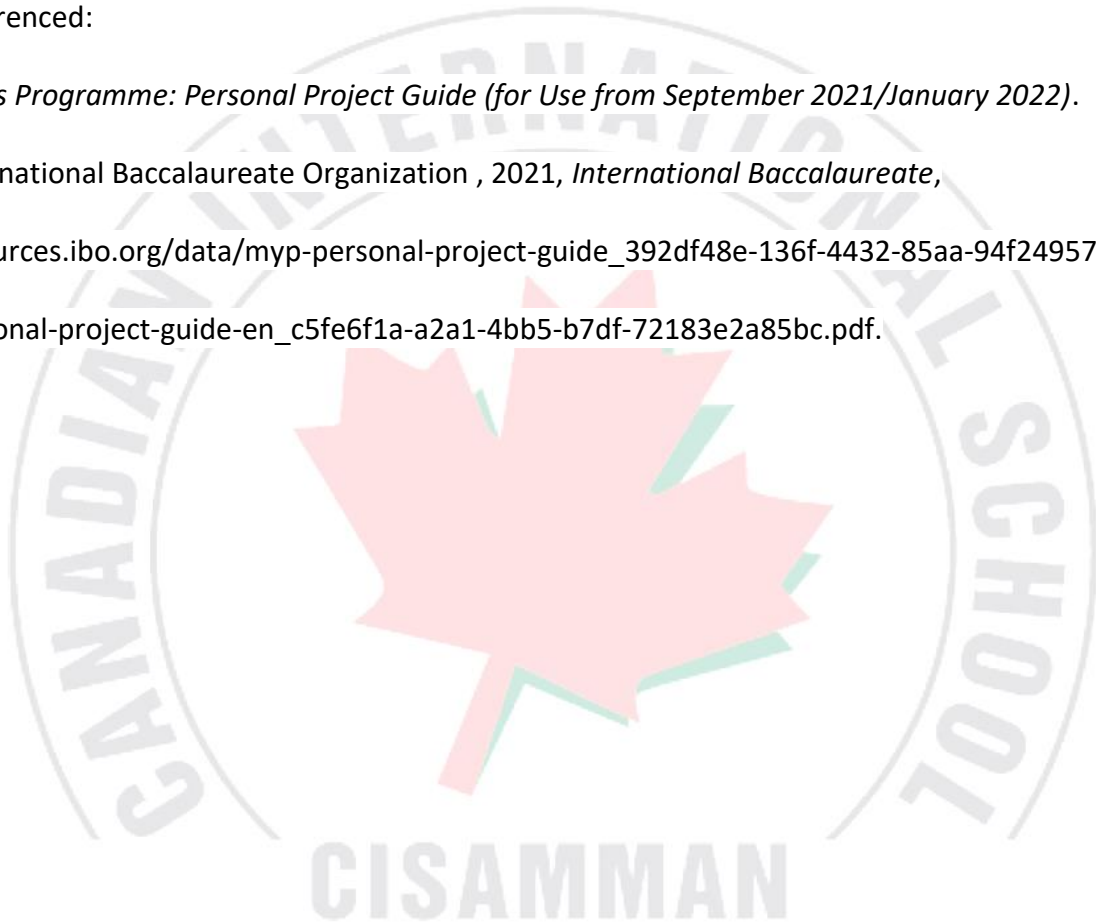 renced:
s Programme: Personal Project Guide (for Use from September 2021/January 2022).
national Baccalaureate Organization , 2021, International Baccalaureate,
urces.ibo.org/data/myp-personal-project-guide_392df48e-136f-4432-85aa-94f24957
onal-project-guide-en_c5fe6f1a-a2a1-4bb5-b7df-72183e2a85bc.pdf.
CANADIAN INTERNATIONAL SCHOOL
CISAMMAN